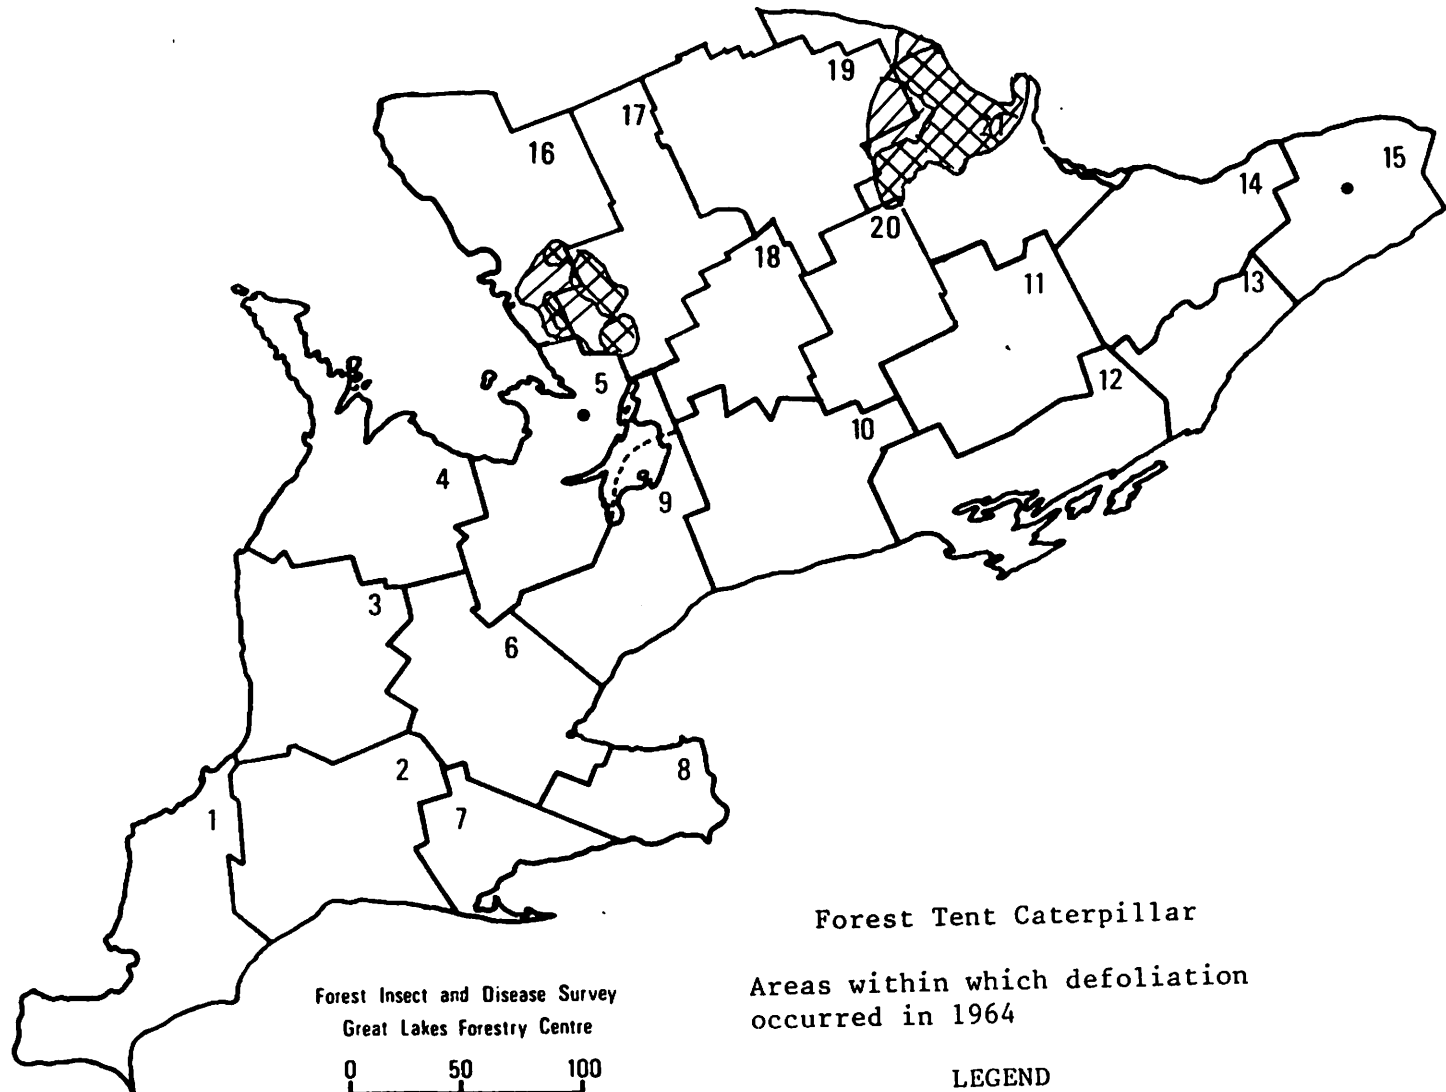 19
17
16
15
14
20
18
11
13
5
12
10
4
9
3
6
2
8
1
7
Forest Tent Caterpillar
Areas within which defoliation
occurred in 1964
Forest Insect and Disease Survey
Great Lakes Forestry Centre
0 50 100
LEGEND